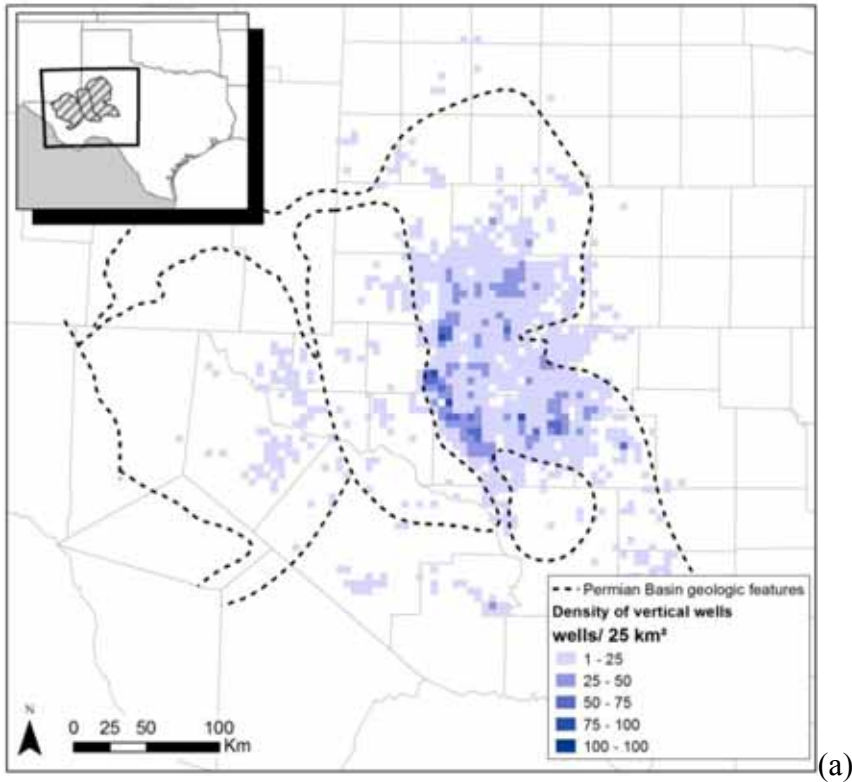 Permian Basin geologic features
Density of vertical wells
wells/ 25 km²
1 - 25
25 - 50
50 - 75
75 - 100
100 - 100
N
0 25 50 100
Km
(a)